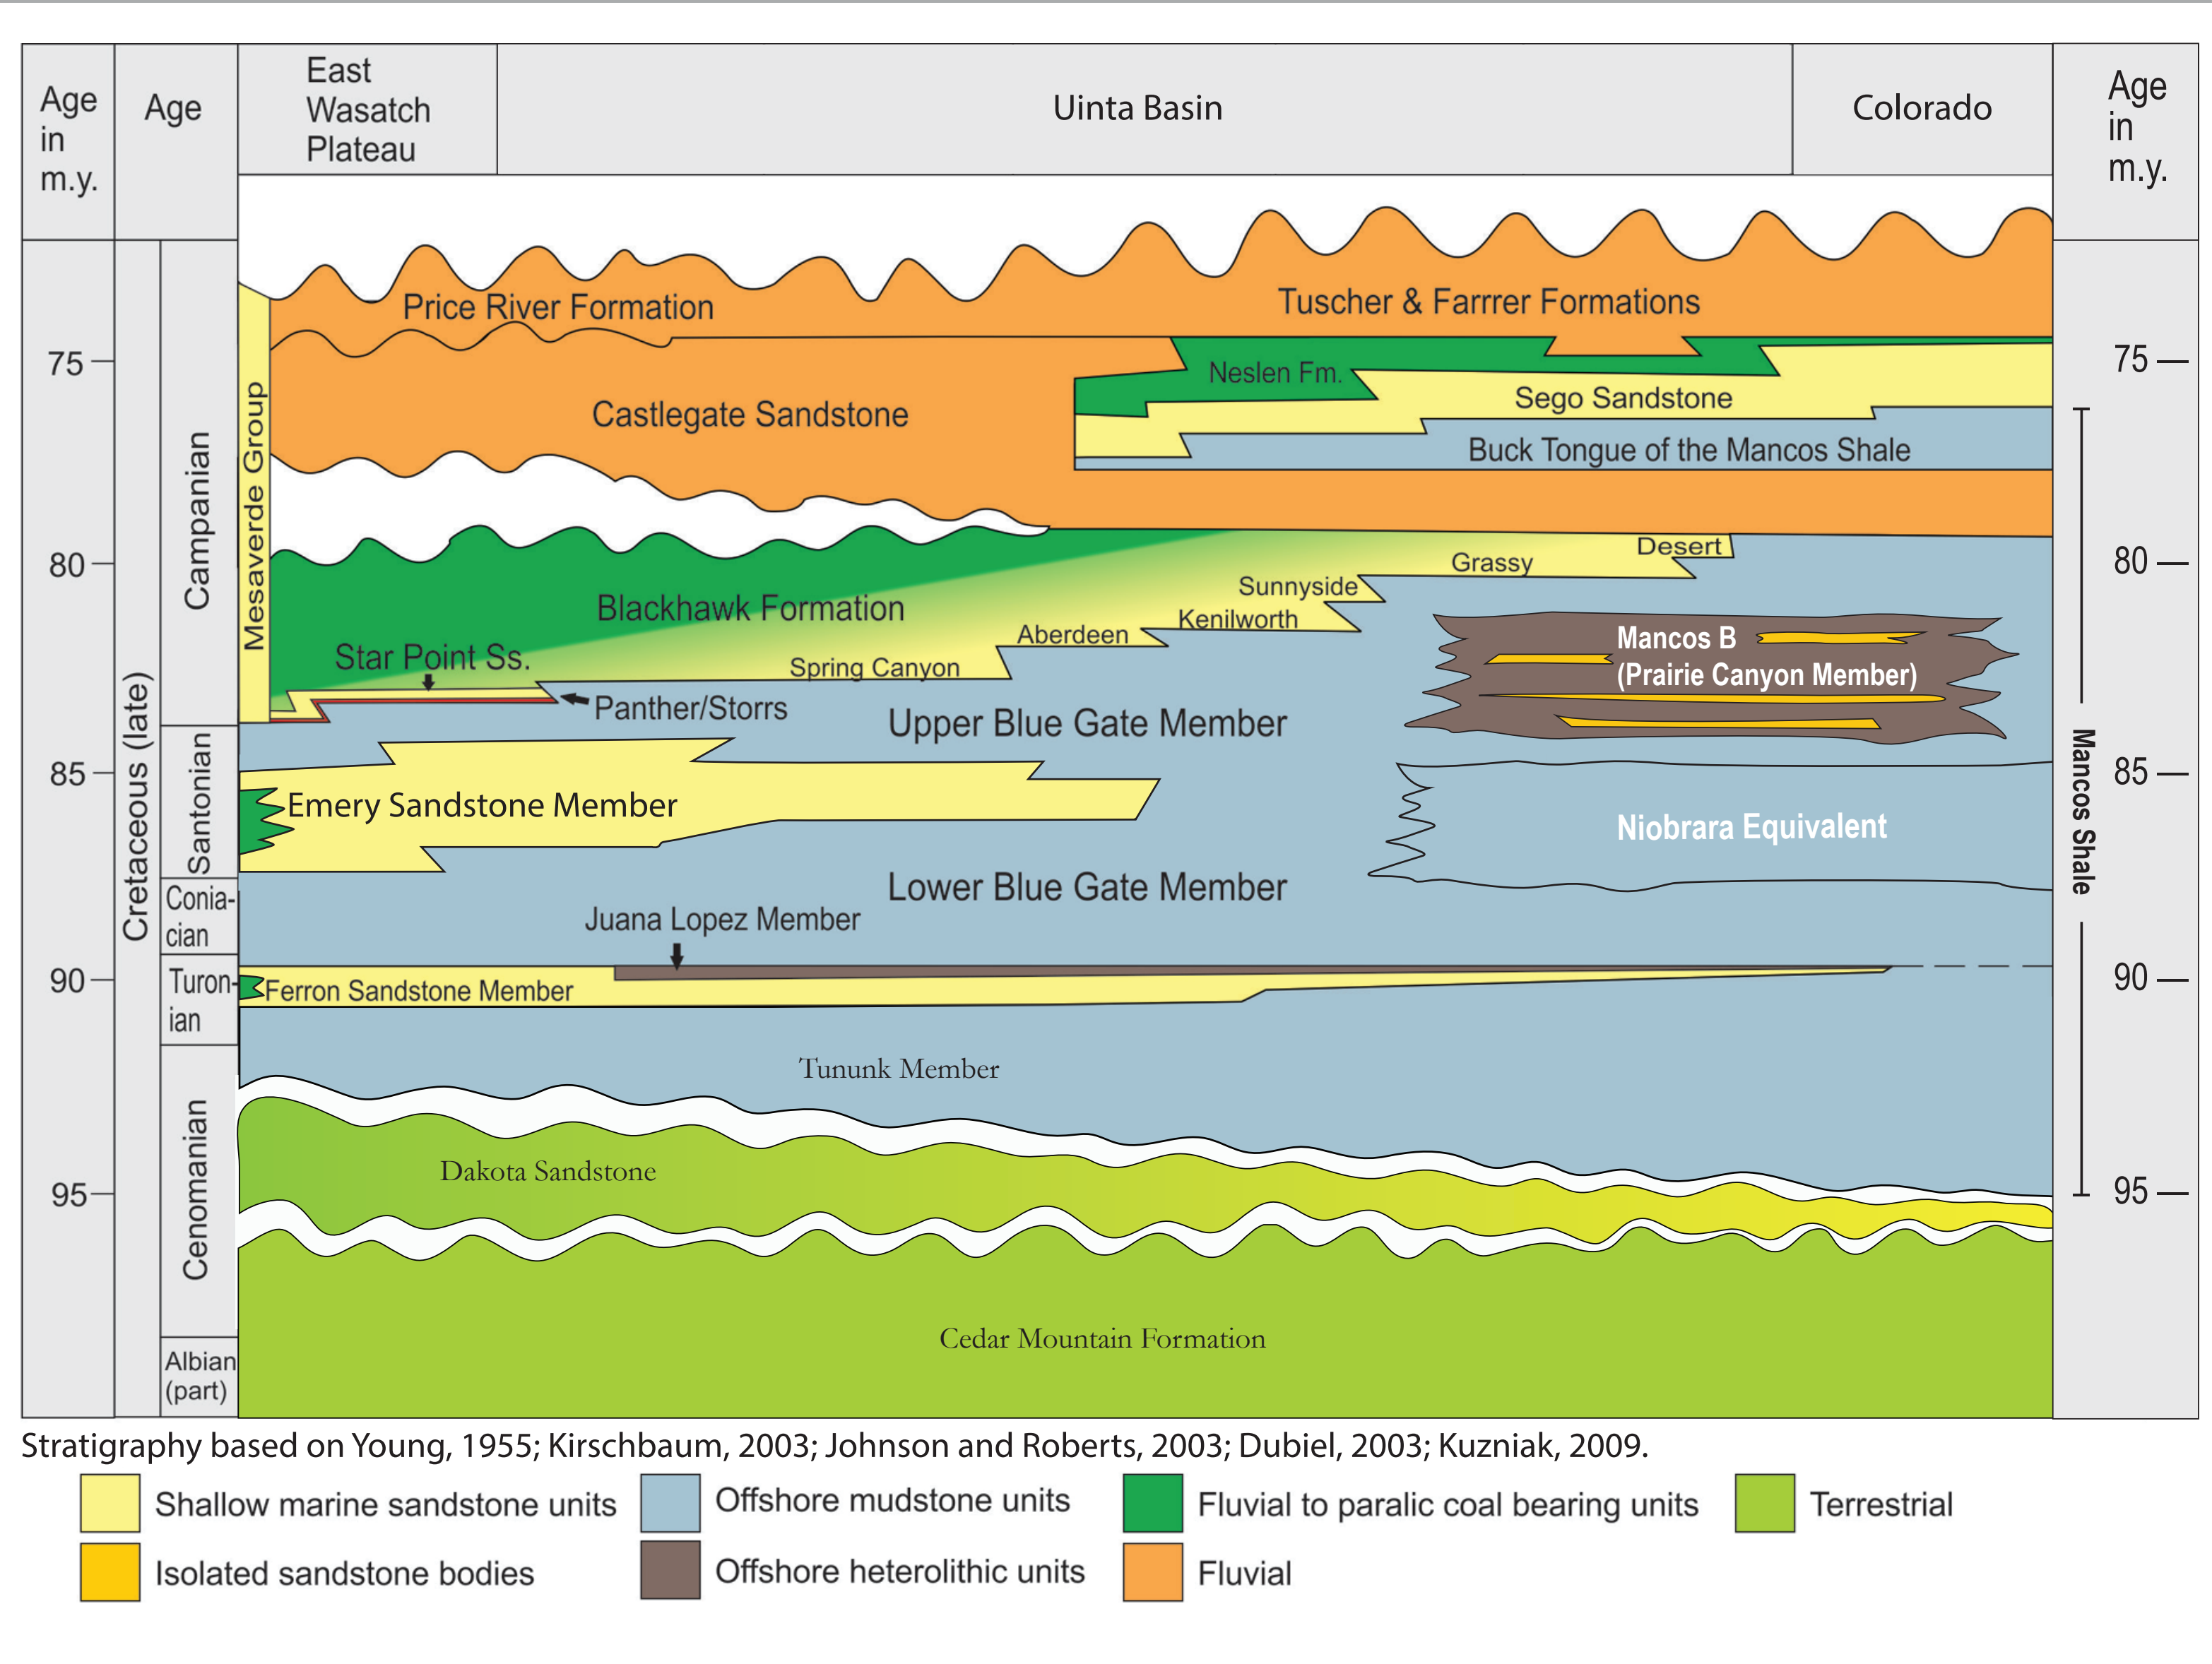 Age
in
m.y.
Age
East
Wasatch
Plateau
Uinta Basin
Colorado
Age
in
m.y.
75
80
85
90
95
Cretaceous (late)
Campanian
Santonian
Conia-
cian
Turon-
ian
Cenomanian
Albian
(part)
Mesaverde Group
Price River Formation
Tuscher & Farrrer Formations
Neslen Fm.
Castlegate Sandstone
Sego Sandstone
Buck Tongue of the Mancos Shale
Desert
Grassy
Sunnyside
Kenilworth
Aberdeen
Spring Canyon
Blackhawk Formation
Star Point Ss.
Panther/Storrs
Mancos B
(Prairie Canyon Member)
Upper Blue Gate Member
Emery Sandstone Member
Niobrara Equivalent
Lower Blue Gate Member
Juana Lopez Member
Ferron Sandstone Member
Tununk Member
Dakota Sandstone
Cedar Mountain Formation
75
80
85
90
95
Mancos Shale
Stratigraphy based on Young, 1955; Kirschbaum, 2003; Johnson and Roberts, 2003; Dubiel, 2003; Kuzniak, 2009.
Shallow marine sandstone units
Offshore mudstone units
Fluvial to paralic coal bearing units
Terrestrial
Isolated sandstone bodies
Offshore heterolithic units
Fluvial